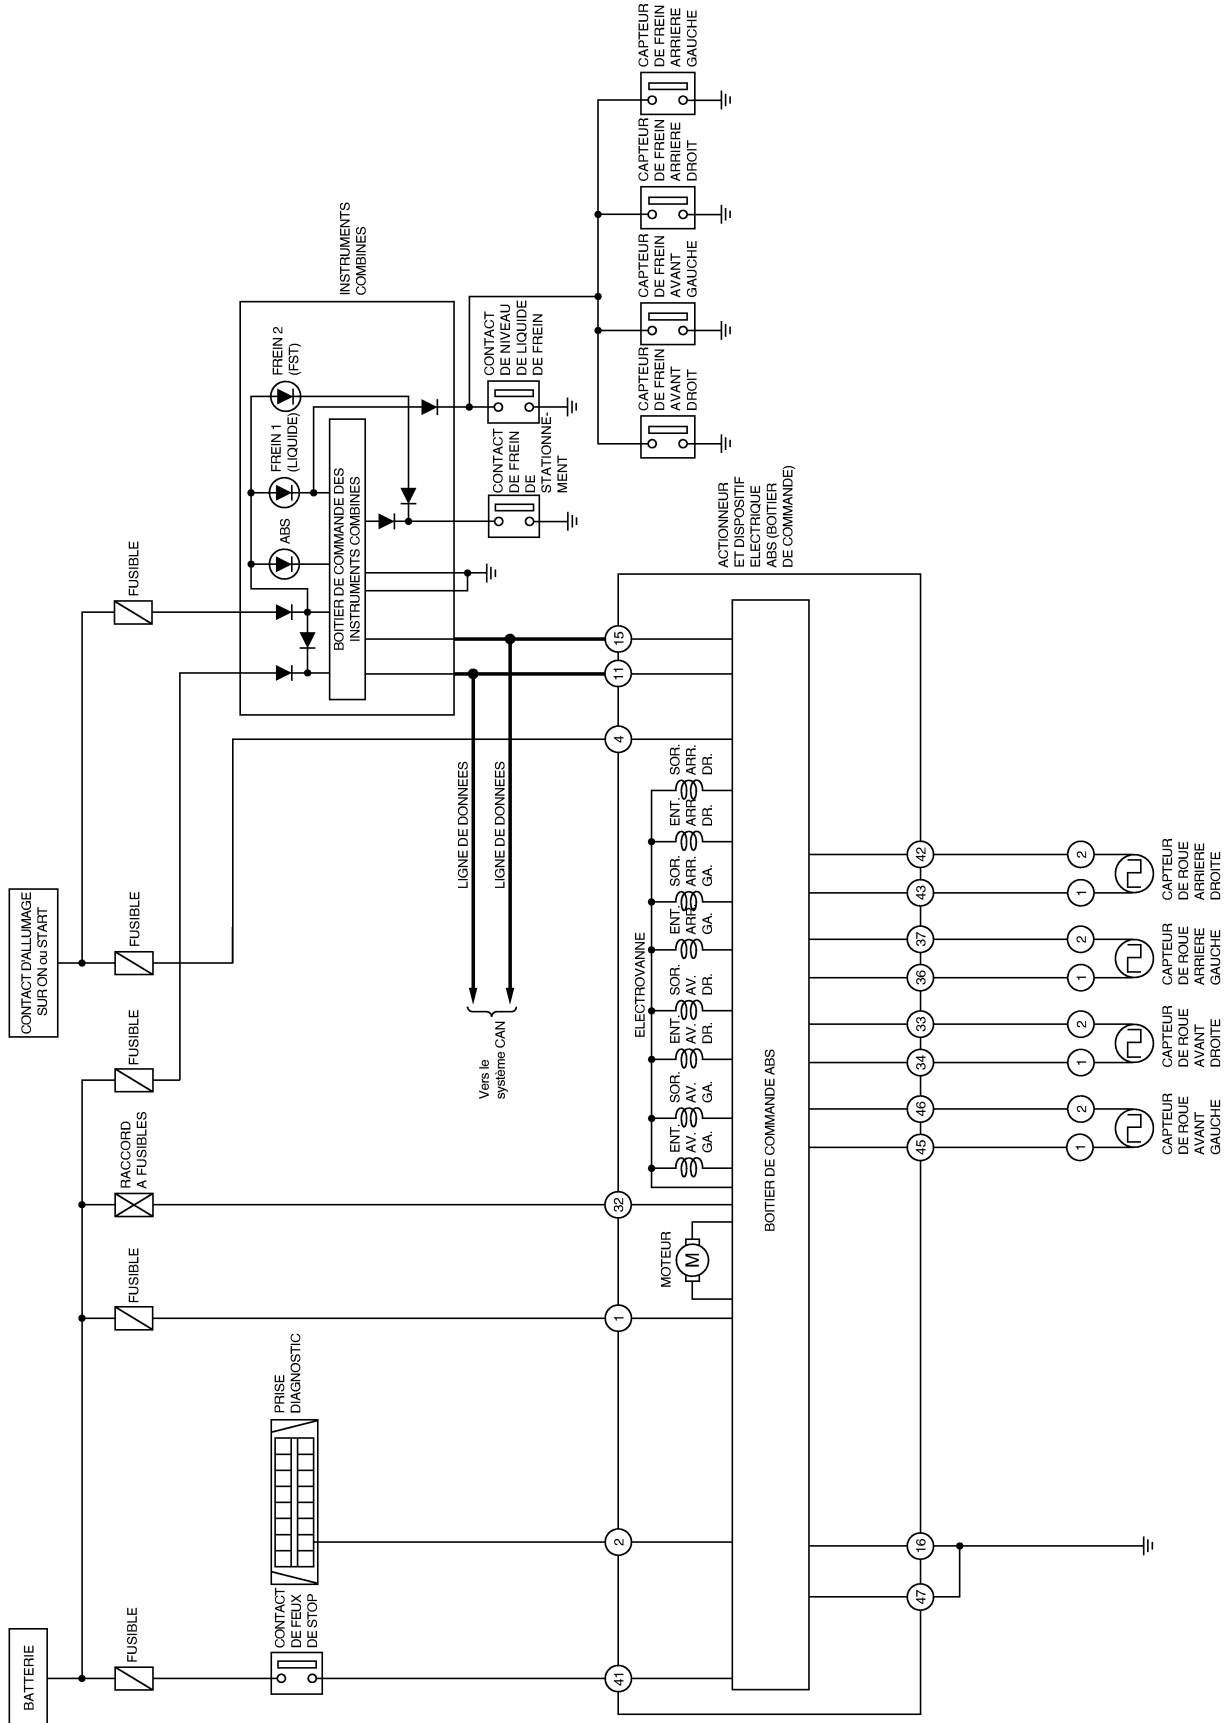 BATTERIE
CONTACT D'ALLUMAGE
SUR ON ou START
FUSIBLE
FUSIBLE
RACCORD
A FUSIBLES
FUSIBLE
FUSIBLE
FUSIBLE
CONTACT
DE FEUX
DE STOP
PRISE
DIAGNOSTIC
INSTRUMENTS
COMBINES
ABS
FREIN 1
(LIQUIDE)
FREIN 2
(FST)
BOITIER DE COMMANDE DES
INSTRUMENTS COMBINES
LIGNE DE DONNEES
LIGNE DE DONNEES
Vers le
système CAN
CONTACT
DE FREIN
DE
STATIONNE-
MENT
CONTACT
DE NIVEAU
DE LIQUIDE
DE FREIN
CAPTEUR
DE FREIN
AVANT
DROIT
CAPTEUR
DE FREIN
AVANT
GAUCHE
CAPTEUR
DE FREIN
ARRIERE
DROIT
CAPTEUR
DE FREIN
ARRIERE
GAUCHE
41
2
1
32
4
11
15
ACTIONNEUR
ET DISPOSITIF
ELECTRIQUE
ABS (BOITIER
DE COMMANDE)
MOTEUR
M
ELECTROVANNE
ENT.
AV.
GA.
SOR.
AV.
GA.
ENT.
AV.
DR.
SOR.
AV.
DR.
ENT.
ARR.
GA.
SOR.
ARR.
GA.
ENT.
ARR.
DR.
SOR.
ARR.
DR.
BOITIER DE COMMANDE ABS
47
16
45
46
34
33
36
37
43
42
1
2
1
2
1
2
1
2
CAPTEUR
DE ROUE
AVANT
GAUCHE
CAPTEUR
DE ROUE
AVANT
DROITE
CAPTEUR
DE ROUE
ARRIERE
GAUCHE
CAPTEUR
DE ROUE
ARRIERE
DROITE